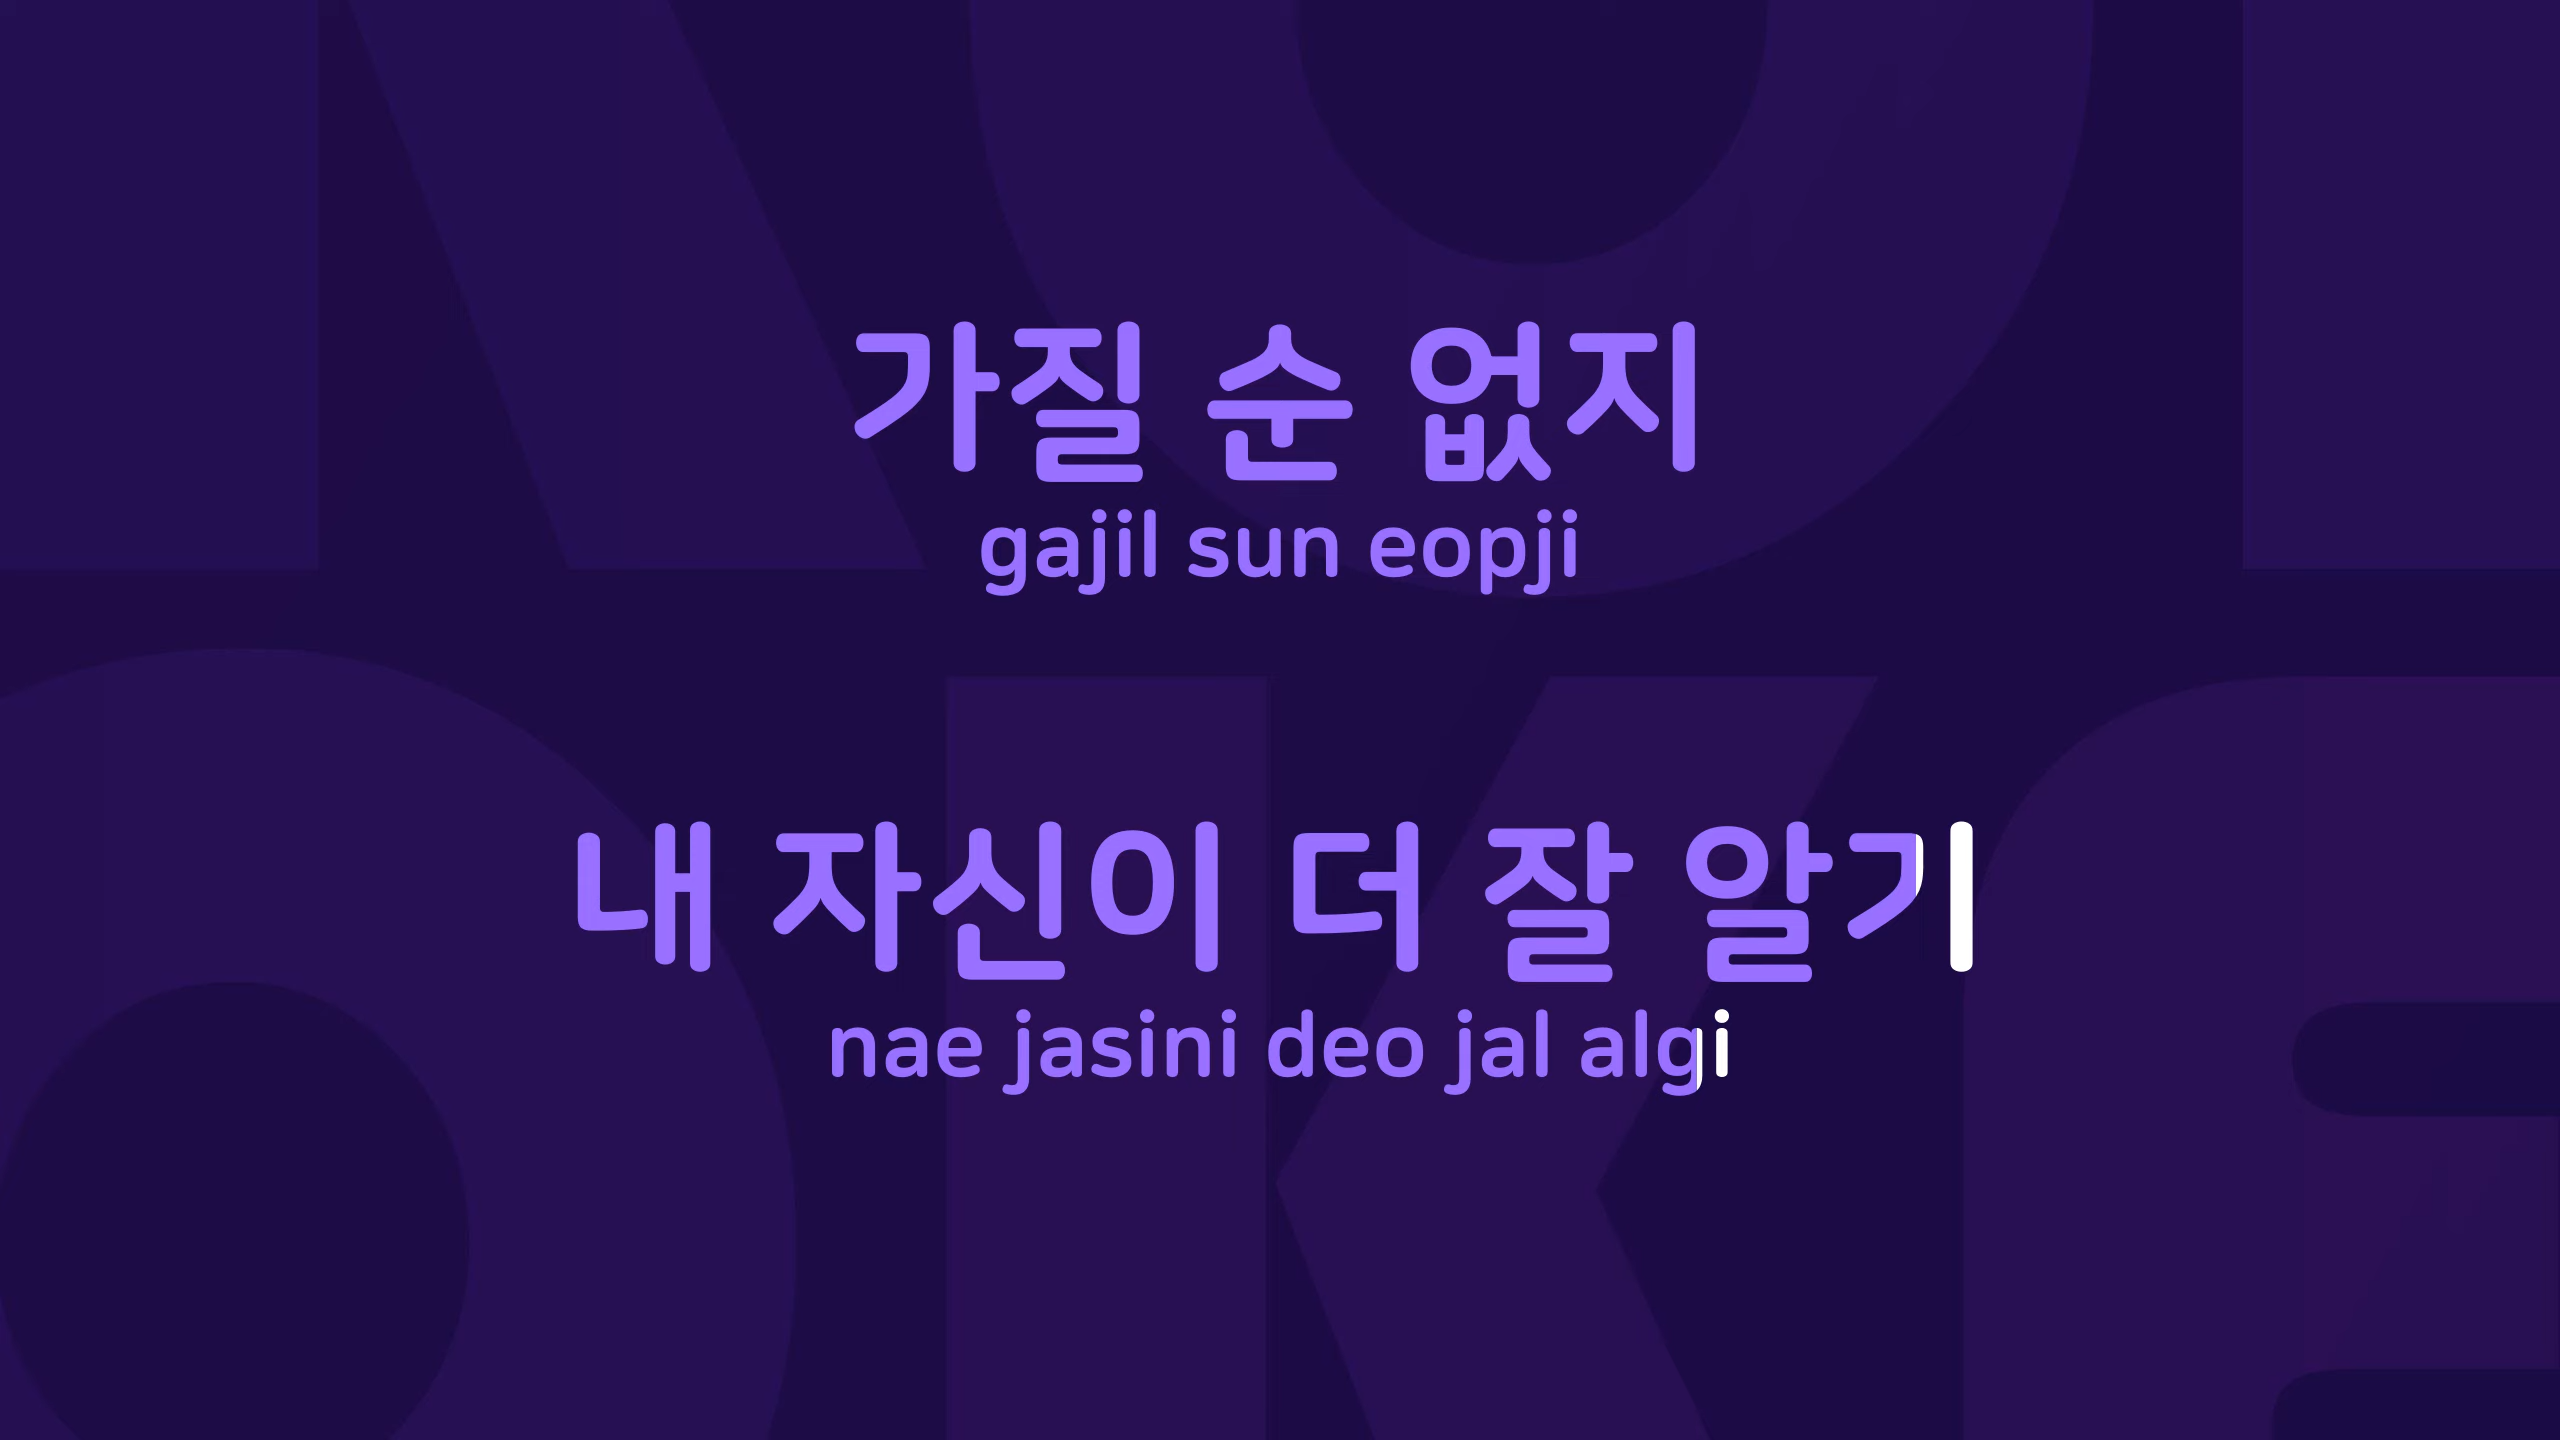 가질 순 없지
gajil sun eopji
내 자신이 더 잘 알기
nae jasini deo jal algi